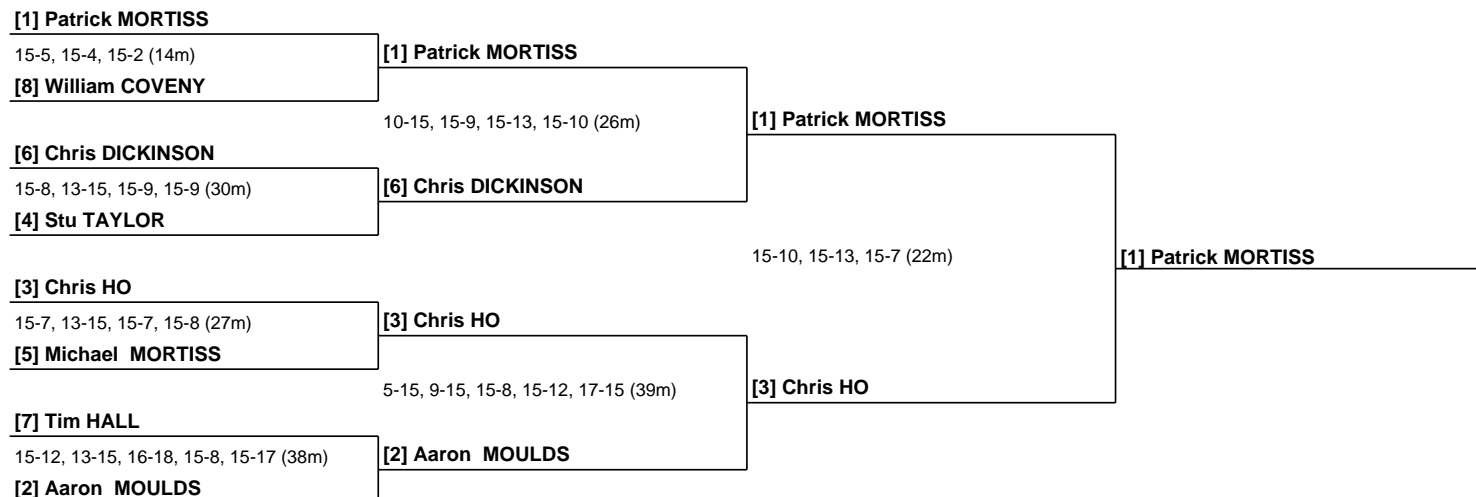 [1] Patrick MORTISS
15-5, 15-4, 15-2 (14m)
[8] William COVENY
[6] Chris DICKINSON
15-8, 13-15, 15-9, 15-9 (30m)
[4] Stu TAYLOR
[3] Chris HO
15-7, 13-15, 15-7, 15-8 (27m)
[5] Michael  MORTISS
[7] Tim HALL
15-12, 13-15, 16-18, 15-8, 15-17 (38m)
[2] Aaron  MOULDS
[1] Patrick MORTISS
10-15, 15-9, 15-13, 15-10 (26m)
[6] Chris DICKINSON
[3] Chris HO
5-15, 9-15, 15-8, 15-12, 17-15 (39m)
[2] Aaron  MOULDS
[1] Patrick MORTISS
15-10, 15-13, 15-7 (22m)
[3] Chris HO
[1] Patrick MORTISS